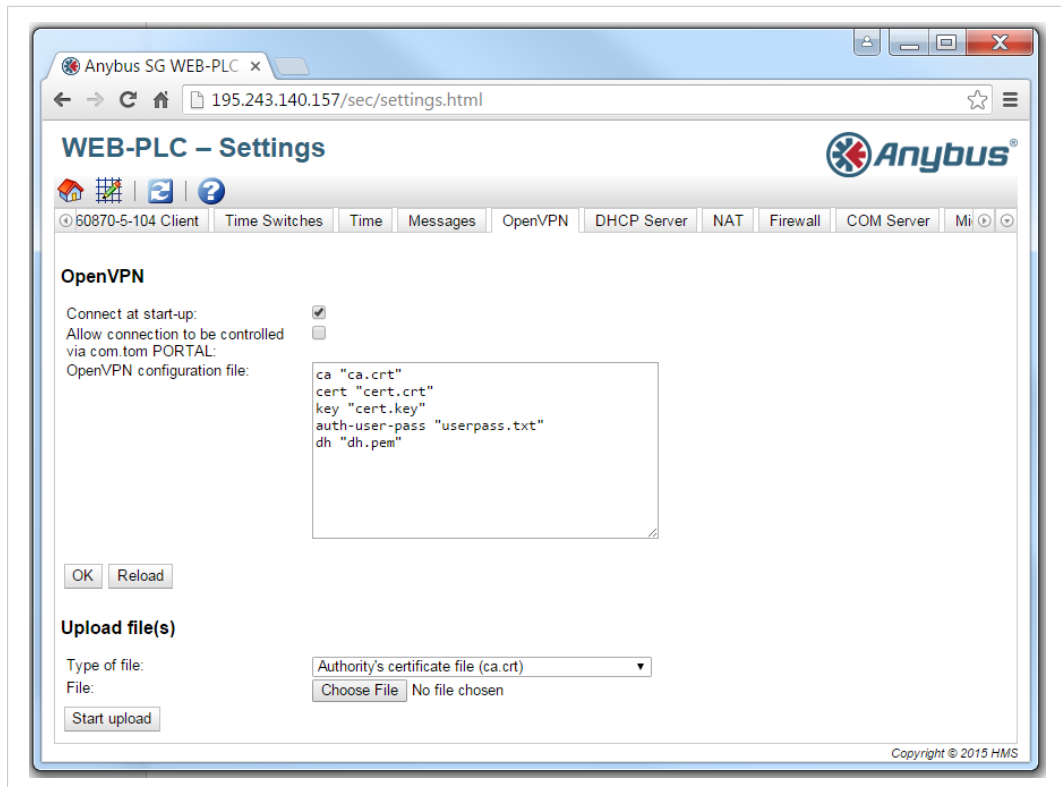 Anybus SG WEB-PLC
195.243.140.157/sec/settings.html
WEB-PLC – Settings
Anybus®
60870-5-104 Client Time Switches Time Messages OpenVPN DHCP Server NAT Firewall COM Server Mi
OpenVPN
Connect at start-up:
Allow connection to be controlled
via com.tom PORTAL:
OpenVPN configuration file:
ca "ca.crt"
cert "cert.crt"
key "cert.key"
auth-user-pass "userpass.txt"
dh "dh.pem"
OK Reload
Upload file(s)
Type of file: Authority's certificate file (ca.crt)
File: Choose File No file chosen
Start upload
Copyright © 2015 HMS